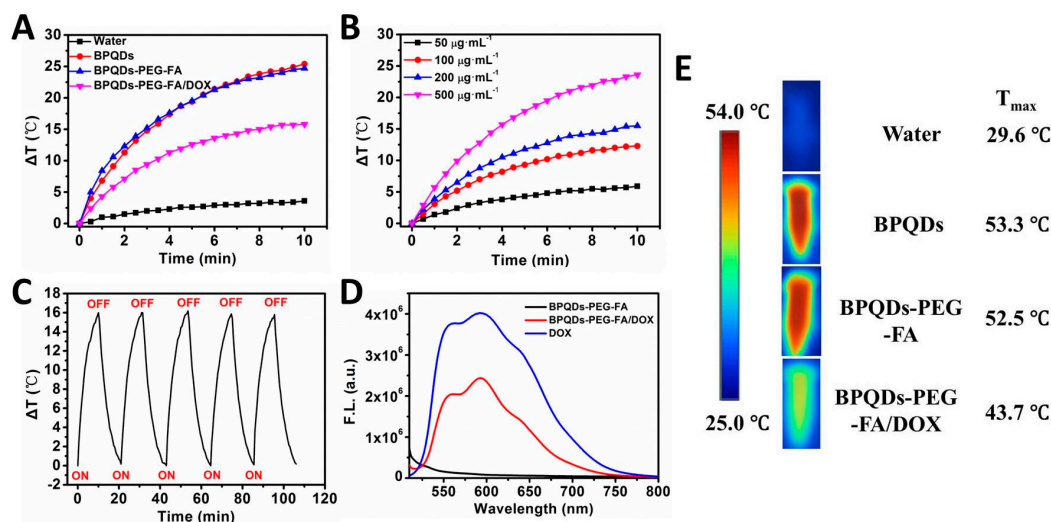 A
ΔT (℃)
30
25
20
15
10
5
0
Water
BPQDs
BPQDs-PEG-FA
BPQDs-PEG-FA/DOX
0 2 4 6 8 10
Time (min)
B
ΔT (℃)
30
25
20
15
10
5
0
50 μg·mL⁻¹
100 μg·mL⁻¹
200 μg·mL⁻¹
500 μg·mL⁻¹
0 2 4 6 8 10
Time (min)
C
ΔT (℃)
18
16
14
12
10
8
6
4
2
0
-2
OFF OFF OFF OFF OFF
ON ON ON ON ON
0 20 40 60 80 100 120
Time (min)
D
F.L. (a.u.)
4x10⁶
3x10⁶
2x10⁶
1x10⁶
0
BPQDs-PEG-FA
BPQDs-PEG-FA/DOX
DOX
550 600 650 700 750 800
Wavelength (nm)
E
54.0 ℃
25.0 ℃
Tmax
Water 29.6 ℃
BPQDs 53.3 ℃
BPQDs-PEG
-FA 52.5 ℃
BPQDs-PEG
-FA/DOX 43.7 ℃